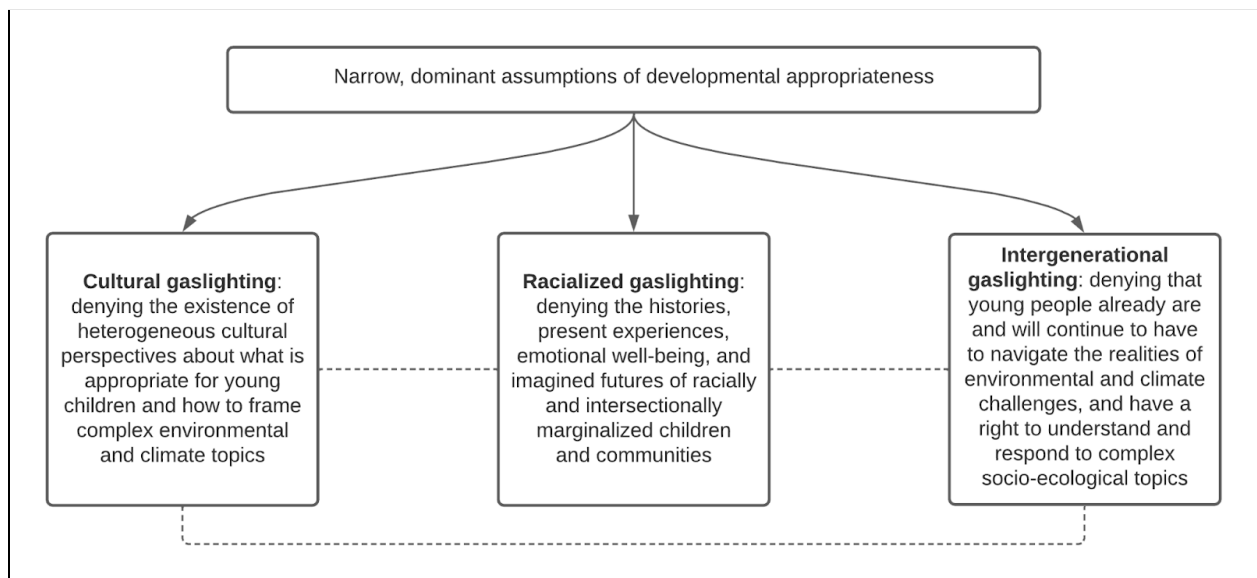 Narrow, dominant assumptions of developmental appropriateness
Cultural gaslighting:
denying the existence of
heterogeneous cultural
perspectives about what is
appropriate for young
children and how to frame
complex environmental
and climate topics
Racialized gaslighting:
denying the histories,
present experiences,
emotional well-being, and
imagined futures of racially
and intersectionally
marginalized children
and communities
Intergenerational
gaslighting: denying that
young people already are
and will continue to have
to navigate the realities of
environmental and climate
challenges, and have a
right to understand and
respond to complex
socio-ecological topics